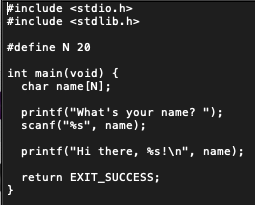 #include <stdio.h>
#include <stdlib.h>

#define N 20

int main(void) {
  char name[N];

  printf("What's your name? ");
  scanf("%s", name);

  printf("Hi there, %s!\n", name);

  return EXIT_SUCCESS;
}